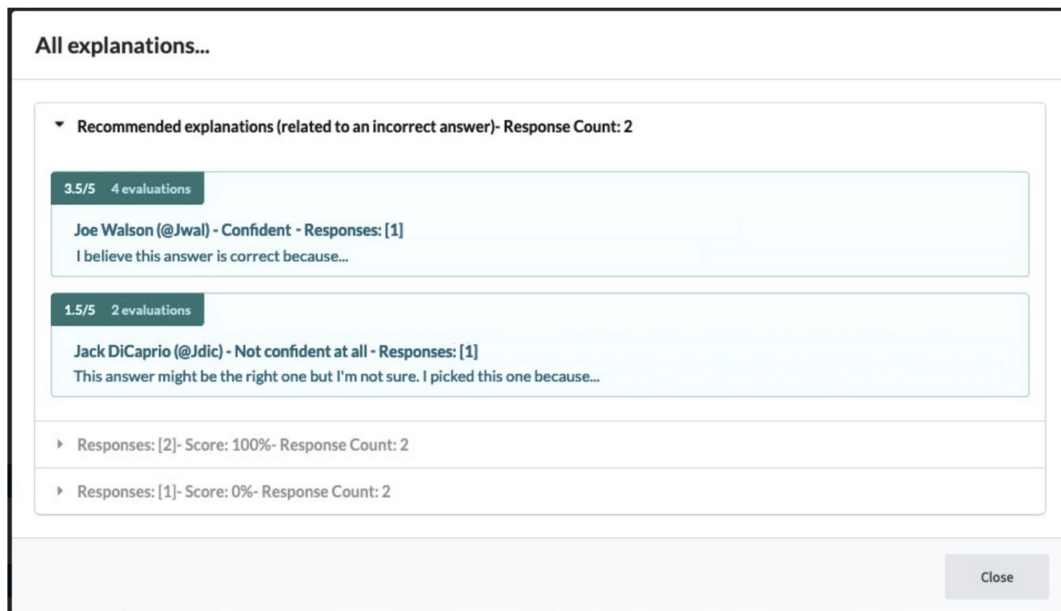 All explanations...
Recommended explanations (related to an incorrect answer)- Response Count: 2
3.5/5 4 evaluations
Joe Walson (@Jwal) - Confident - Responses: [1]
I believe this answer is correct because...
1.5/5 2 evaluations
Jack DiCaprio (@Jdic) - Not confident at all - Responses: [1]
This answer might be the right one but I'm not sure. I picked this one because...
Responses: [2]- Score: 100%- Response Count: 2
Responses: [1]- Score: 0%- Response Count: 2
Close